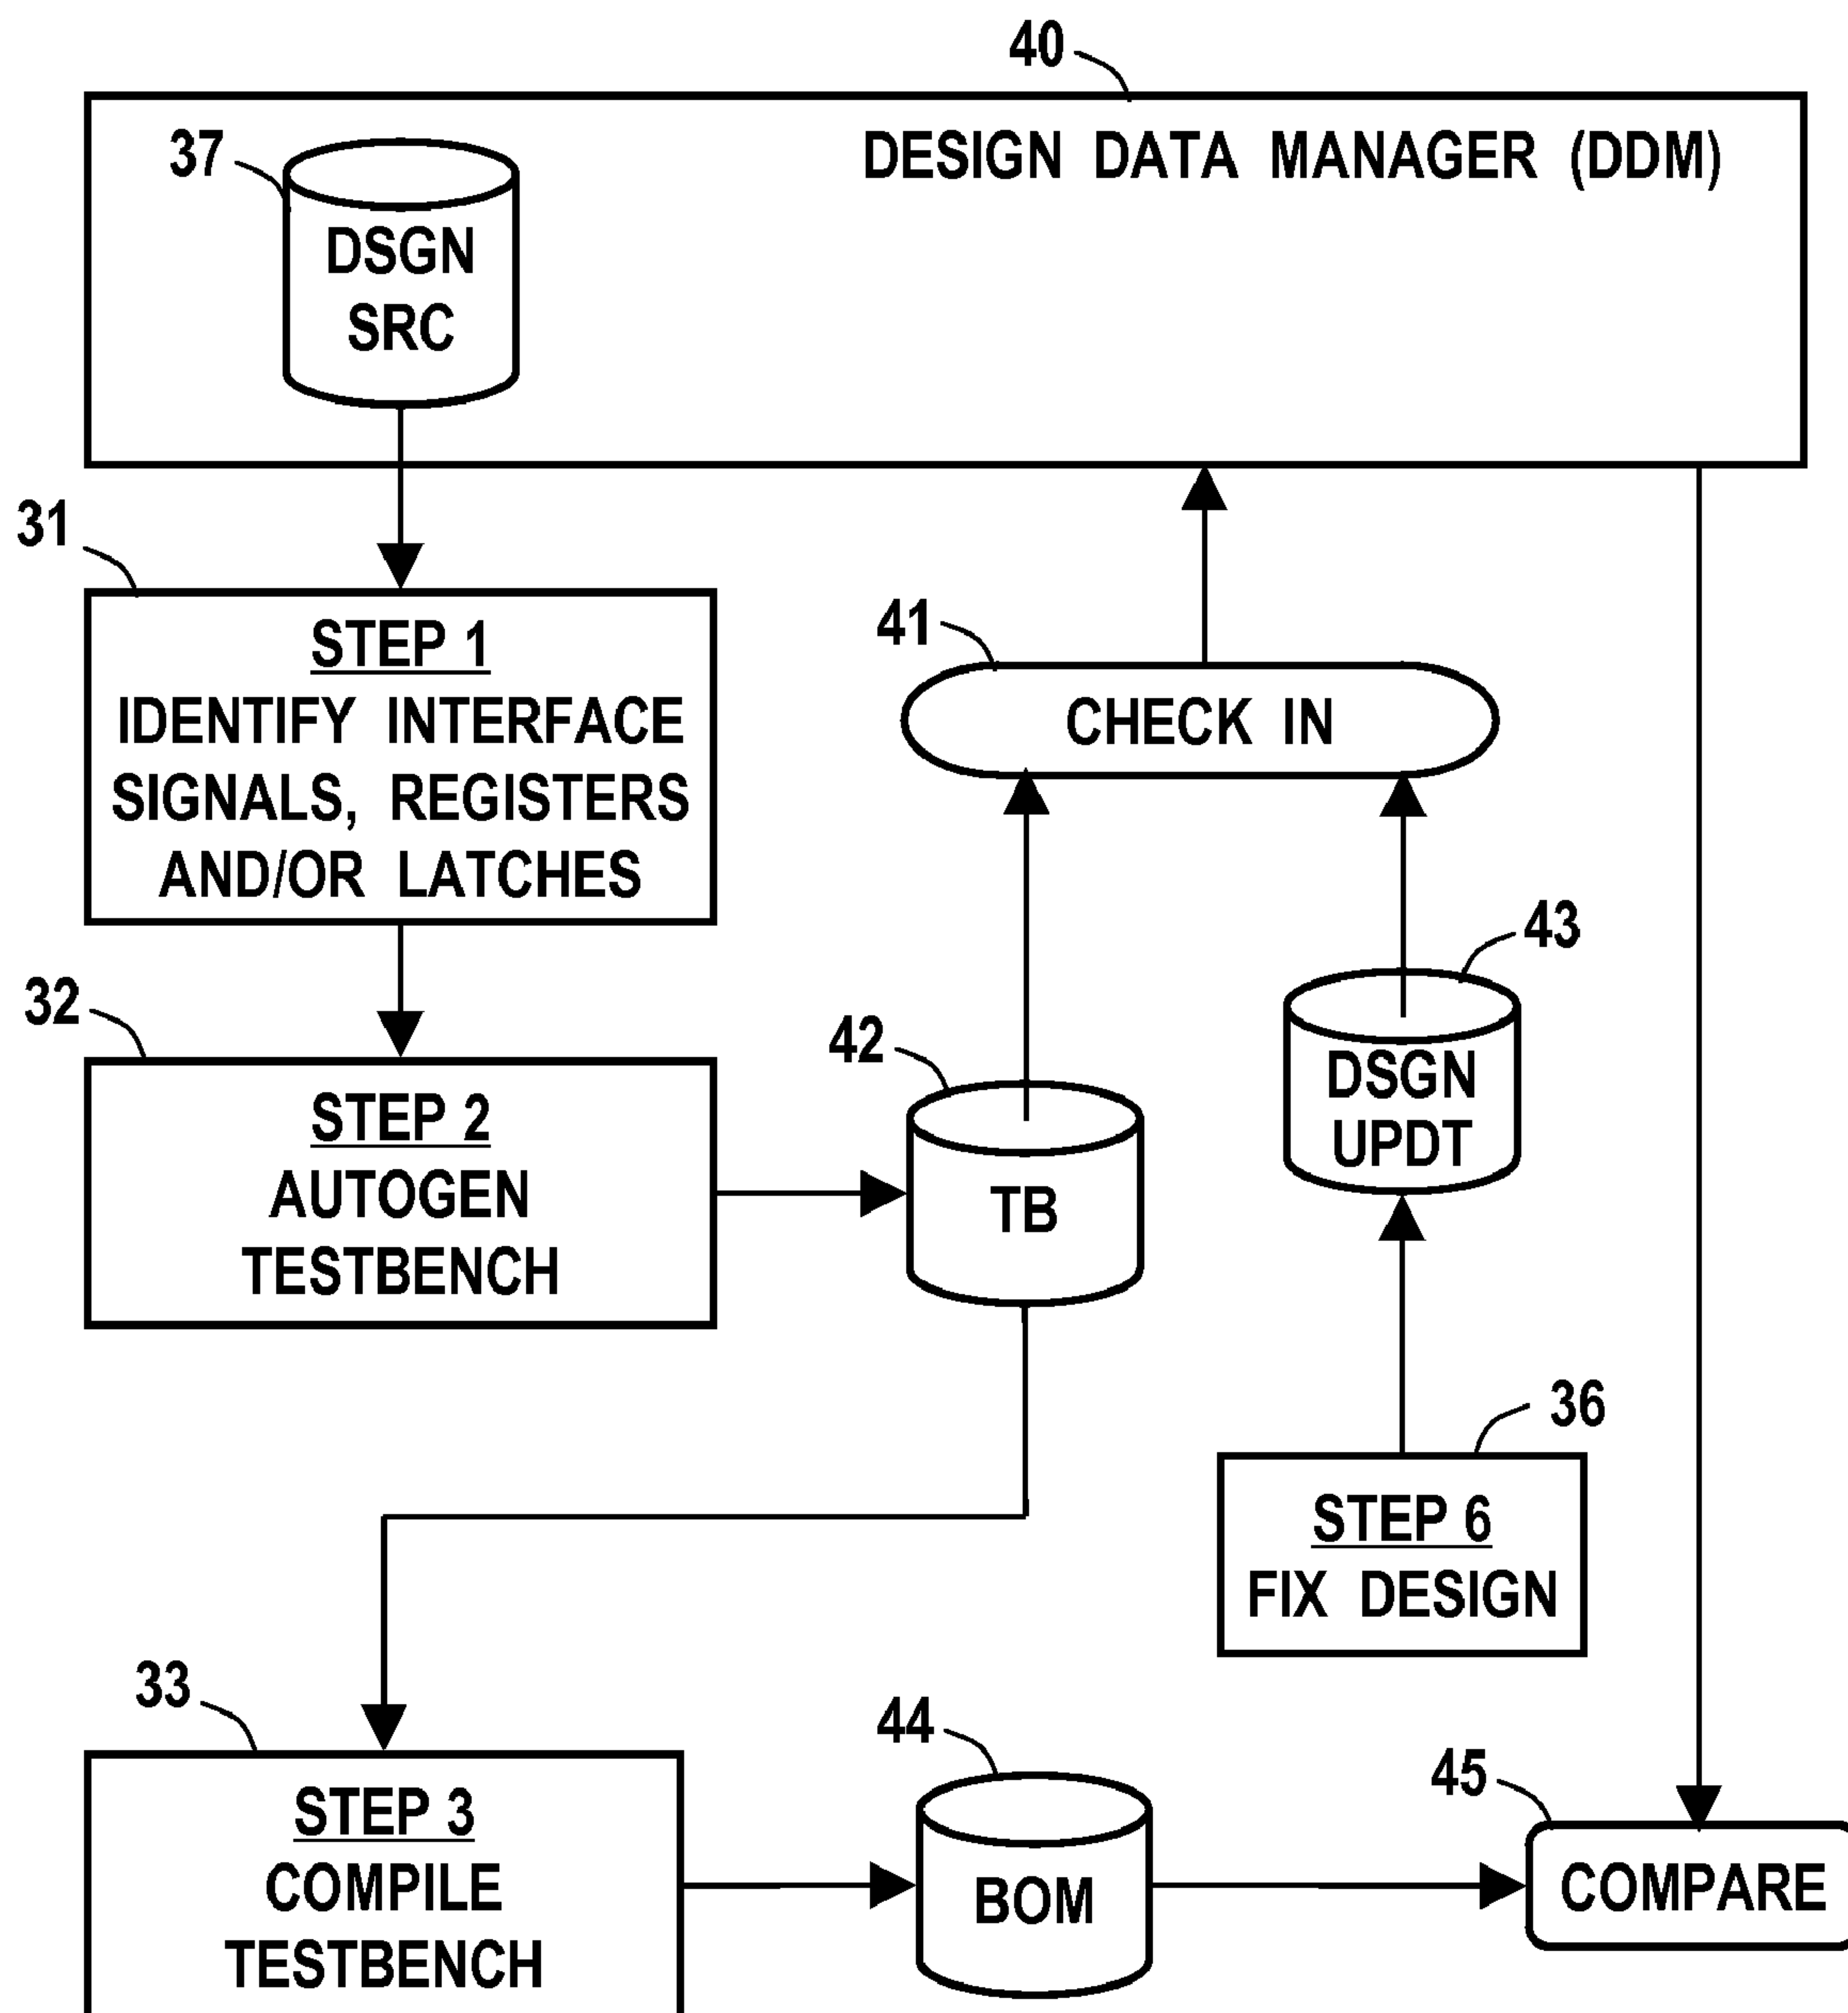 40
DESIGN DATA MANAGER (DDM)
37
DSGN
SRC
31
STEP 1
IDENTIFY INTERFACE
SIGNALS, REGISTERS
AND/OR LATCHES
41
CHECK IN
32
STEP 2
AUTOGEN
TESTBENCH
42
TB
43
DSGN
UPDT
36
STEP 6
FIX DESIGN
33
STEP 3
COMPILE
TESTBENCH
44
BOM
45
COMPARE